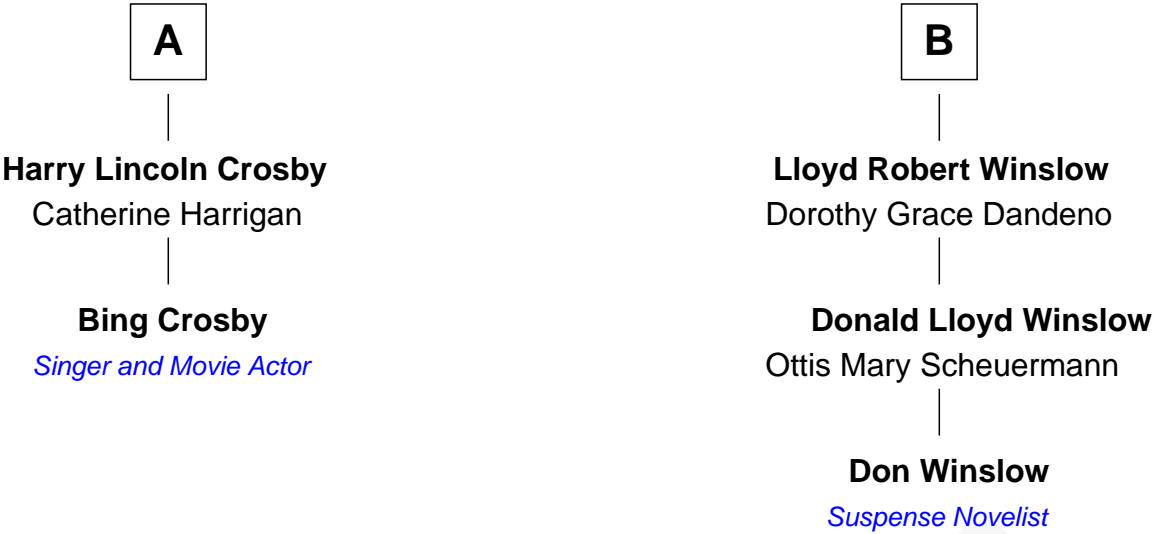 A
Harry Lincoln Crosby
Catherine Harrigan
Bing Crosby
Singer and Movie Actor
B
Lloyd Robert Winslow
Dorothy Grace Dandeno
Donald Lloyd Winslow
Ottis Mary Scheuermann
Don Winslow
Suspense Novelist